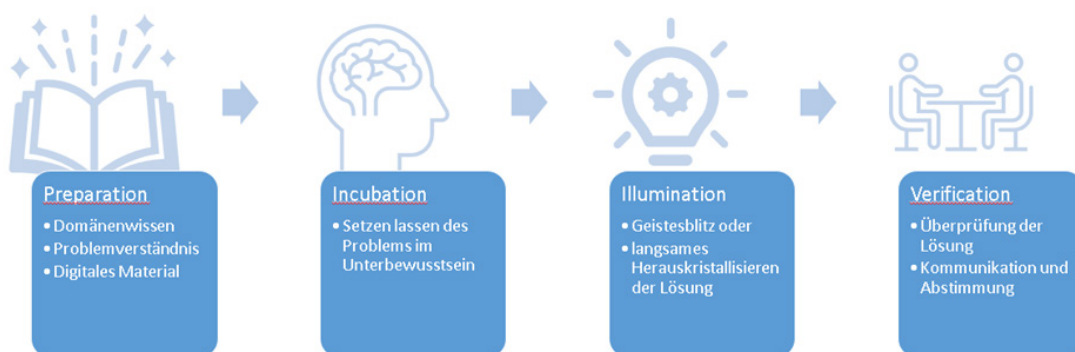 Preparation
• Domänenwissen
• Problemverständnis
• Digitales Material
Incubation
• Setzen lassen des
Problems im
Unterbewusstsein
Illumination
• Geistesblitz oder
• langsames
Herauskristallisieren
der Lösung
Verification
• Überprüfung der
Lösung
• Kommunikation und
Abstimmung